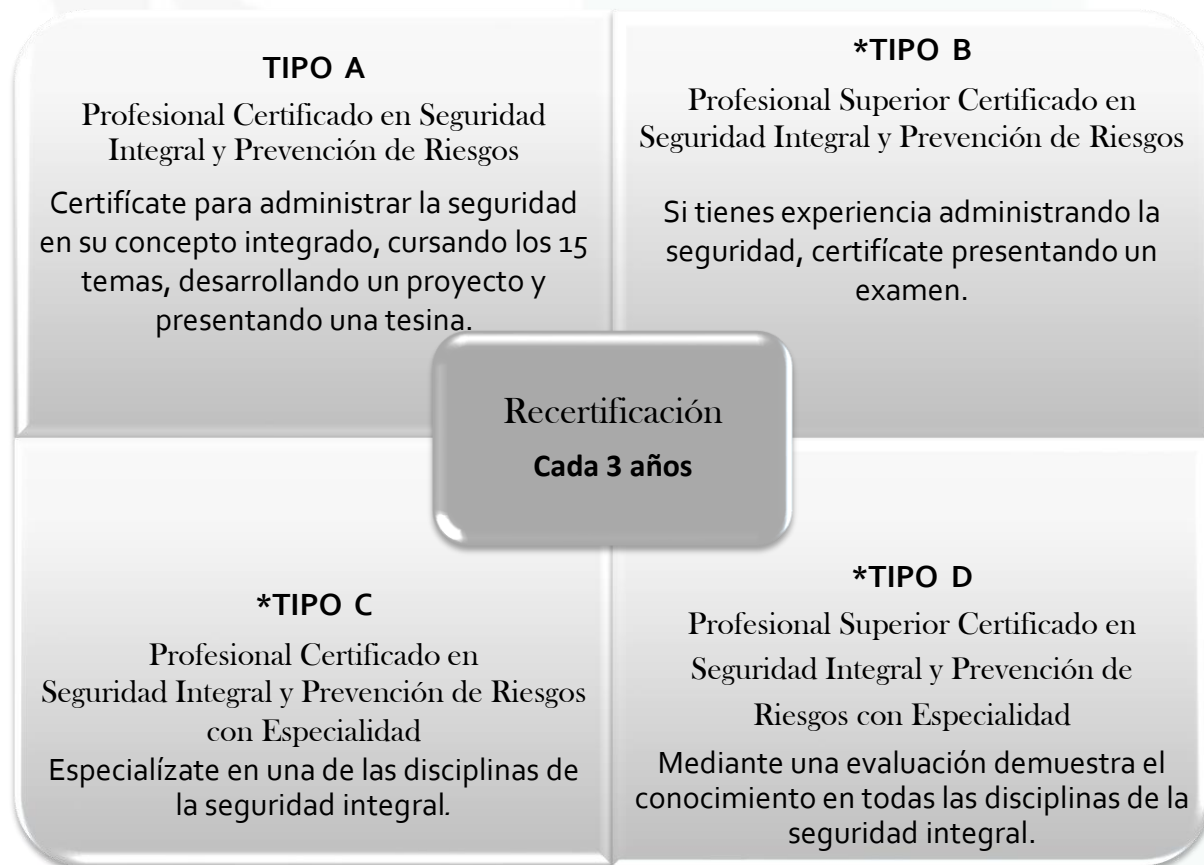 TIPO A
Profesional Certificado en Seguridad
Integral y Prevención de Riesgos
Certifícate para administrar la seguridad
en su concepto integrado, cursando los 15
temas, desarrollando un proyecto y
presentando una tesina.
*TIPO B
Profesional Superior Certificado en
Seguridad Integral y Prevención de Riesgos
Si tienes experiencia administrando la
seguridad, certifícate presentando un
examen.
Recertificación
Cada 3 años
*TIPO C
Profesional Certificado en
Seguridad Integral y Prevención de Riesgos
con Especialidad
Especialízate en una de las disciplinas de
la seguridad integral.
*TIPO D
Profesional Superior Certificado en
Seguridad Integral y Prevención de
Riesgos con Especialidad
Mediante una evaluación demuestra el
conocimiento en todas las disciplinas de la
seguridad integral.